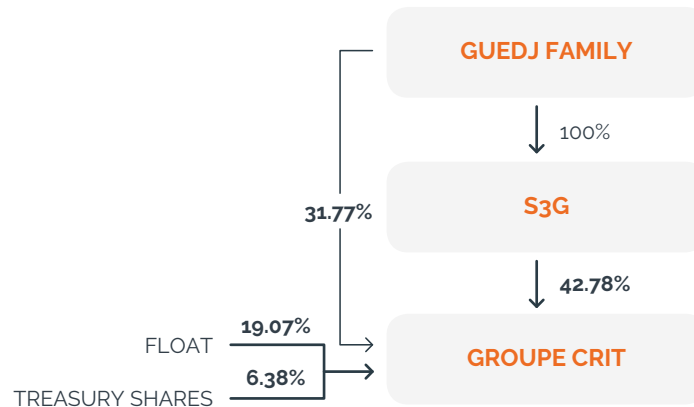 GUEDJ FAMILY
100%
S3G
31.77%
42.78%
19.07%
FLOAT
GROUPE CRIT
6.38%
TREASURY SHARES